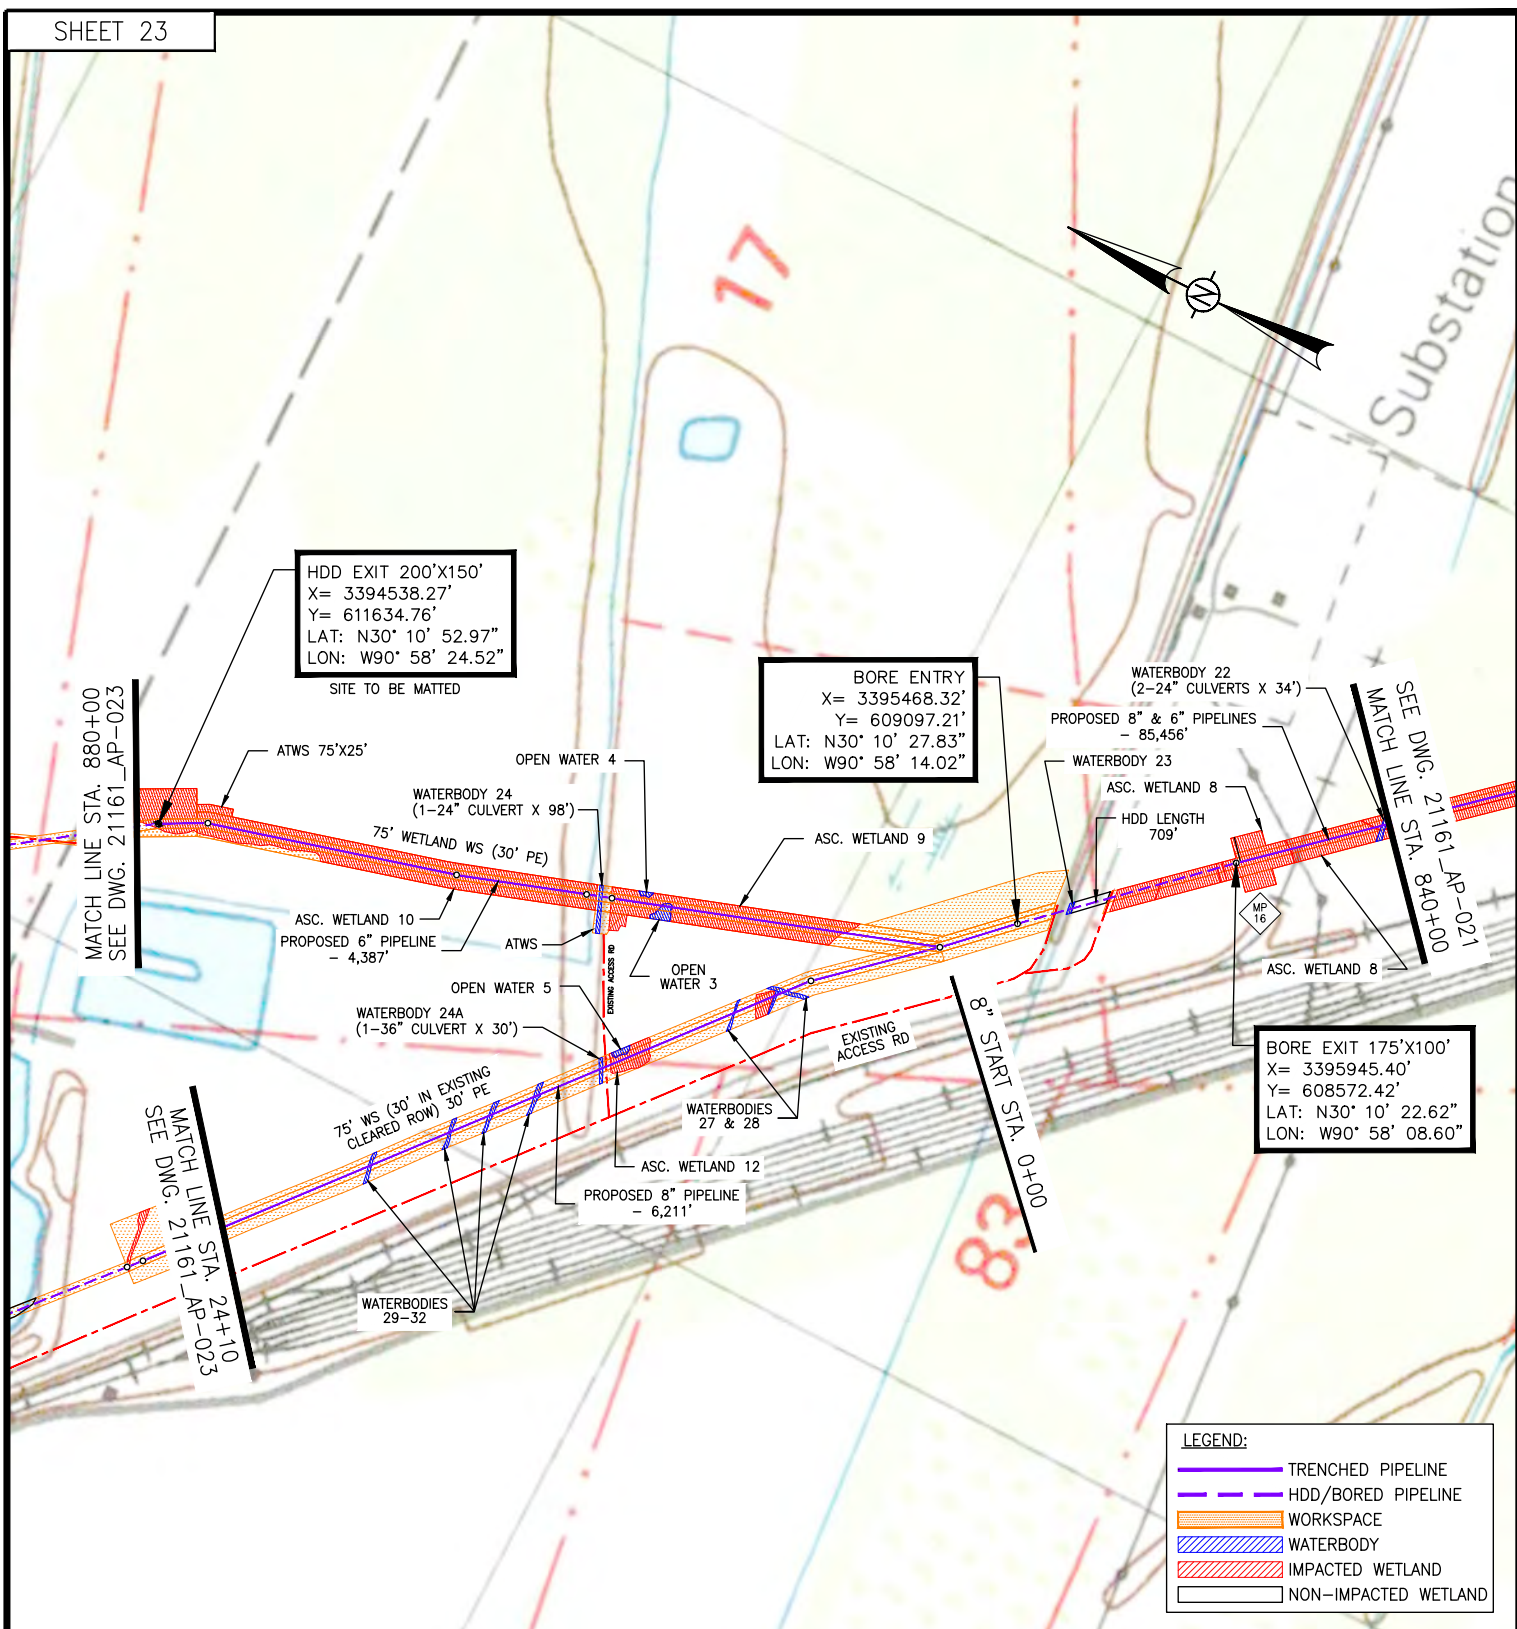 SHEET 23
17
Substation
HDD EXIT 200'X150'
X= 3394538.27'
Y= 611634.76'
LAT: N30° 10' 52.97"
LON: W90° 58' 24.52"
SITE TO BE MATTED
BORE ENTRY
X= 3395468.32'
Y= 609097.21'
LAT: N30° 10' 27.83"
LON: W90° 58' 14.02"
WATERBODY 22
(2-24" CULVERTS X 34')
PROPOSED 8" & 6" PIPELINES
- 85,456'
WATERBODY 23
ASC. WETLAND 8
HDD LENGTH
709'
SEE DWG. 21161_AP-021
MATCH LINE STA. 840+00
MATCH LINE STA. 880+00
SEE DWG. 21161_AP-023
ATWS 75'X25'
OPEN WATER 4
WATERBODY 24
(1-24" CULVERT X 98')
75' WETLAND WS (30' PE)
ASC. WETLAND 9
ASC. WETLAND 10
PROPOSED 6" PIPELINE
- 4,387'
ATWS
EXISTING ACCESS RD
OPEN
WATER 3
MP
16
ASC. WETLAND 8
OPEN WATER 5
WATERBODY 24A
(1-36" CULVERT X 30')
EXISTING
ACCESS RD
8" START STA. 0+00
BORE EXIT 175'X100'
X= 3395945.40'
Y= 608572.42'
LAT: N30° 10' 22.62"
LON: W90° 58' 08.60"
75' WS (30' IN EXISTING
CLEARED ROW) 30' PE
WATERBODIES
27 & 28
ASC. WETLAND 12
PROPOSED 8" PIPELINE
- 6,211'
MATCH LINE STA. 24+10
SEE DWG. 21161_AP-023
WATERBODIES
29-32
83
N
LEGEND:
TRENCHED PIPELINE
HDD/BORED PIPELINE
WORKSPACE
WATERBODY
IMPACTED WETLAND
NON-IMPACTED WETLAND